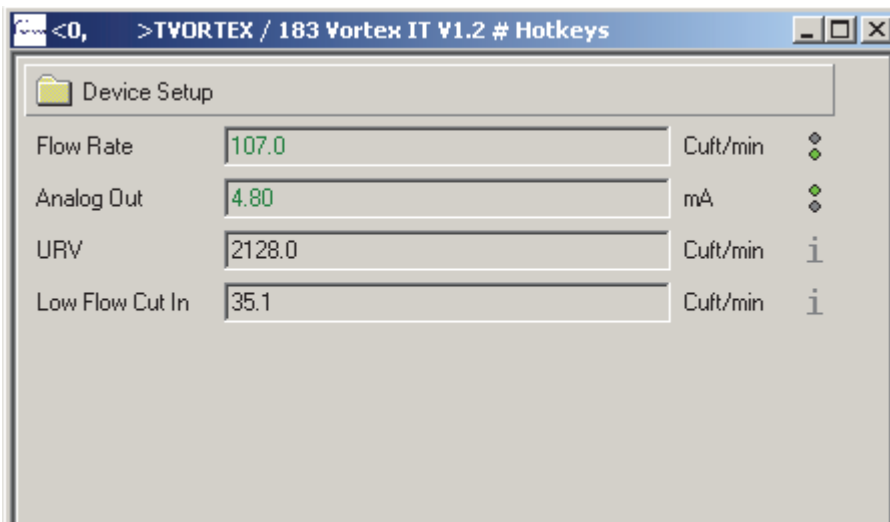 <0, >TVORTEX / 183 Vortex IT V1.2 # Hotkeys
Device Setup
Flow Rate 107.0 Cuft/min
Analog Out 4.80 mA
URV 2128.0 Cuft/min i
Low Flow Cut In 35.1 Cuft/min i